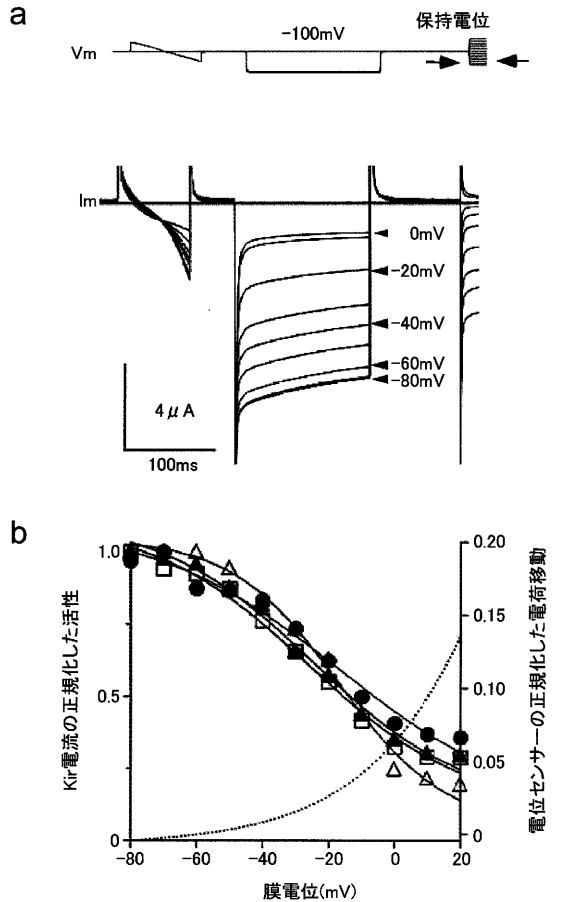 a
保持電位
-100mV
Vm
Im
0mV
-20mV
-40mV
-60mV
-80mV
4μA
100ms
b
Kir電流の正規化した活性
1.0
0.5
0
電位センサーの正規化した電荷移動
0.20
0.15
0.10
0.05
0
-80
-60
-40
-20
0
20
膜電位(mV)